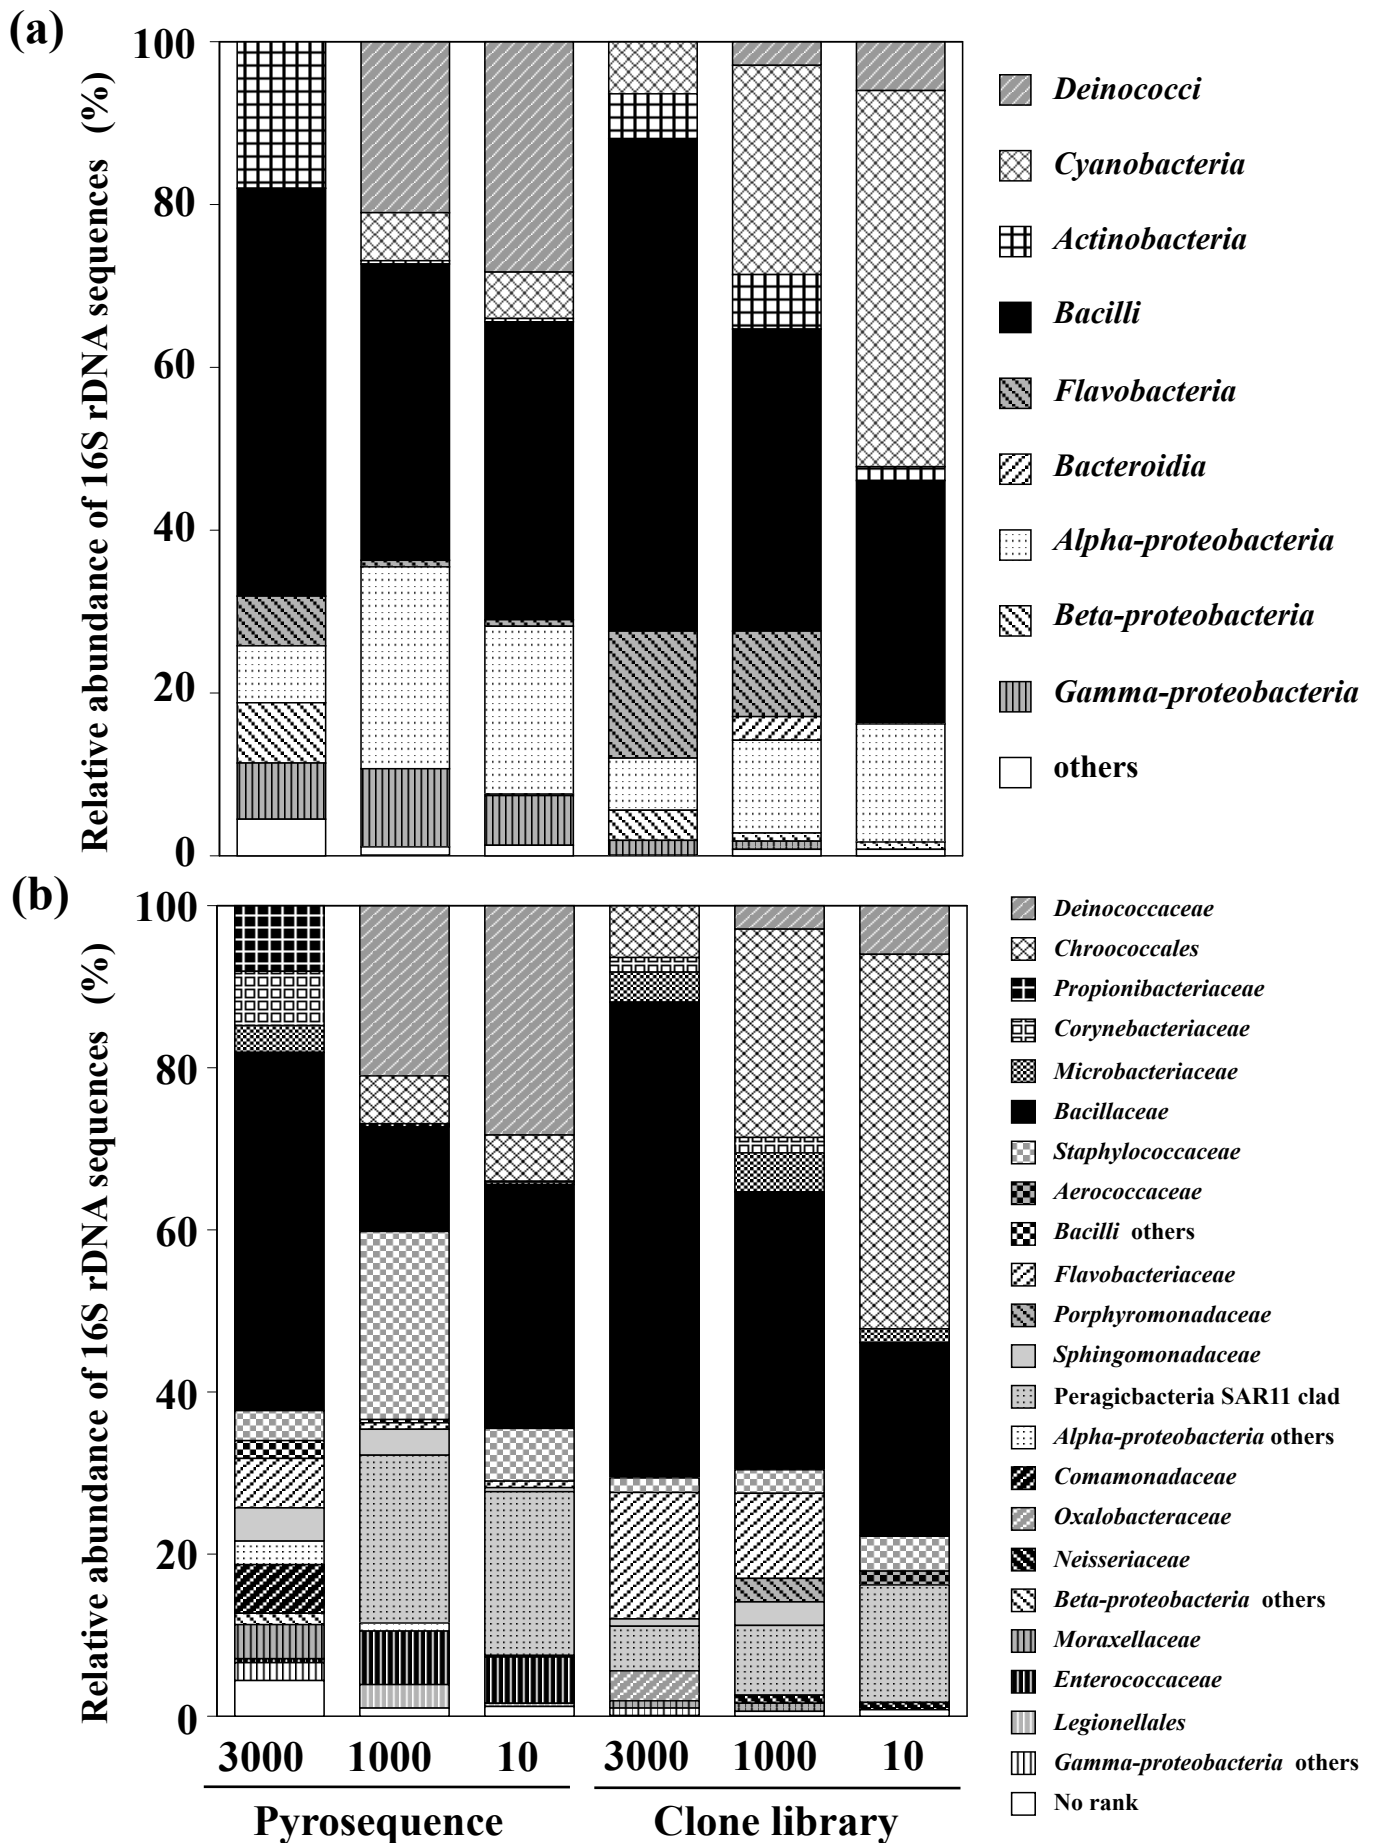 (a)
Relative abundance of 16S rDNA sequences (%)
100
80
60
40
20
0
Deinococci
Cyanobacteria
Actinobacteria
Bacilli
Flavobacteria
Bacteroidia
Alpha-proteobacteria
Beta-proteobacteria
Gamma-proteobacteria
others
(b)
Relative abundance of 16S rDNA sequences (%)
100
80
60
40
20
0
Deinococcaceae
Chroococcales
Propionibacteriaceae
Corynebacteriaceae
Microbacteriaceae
Bacillaceae
Staphylococcaceae
Aerococcaceae
Bacilli others
Flavobacteriaceae
Porphyromonadaceae
Sphingomonadaceae
Peragicbacteria SAR11 clad
Alpha-proteobacteria others
Comamonadaceae
Oxalobacteraceae
Neisseriaceae
Beta-proteobacteria others
Moraxellaceae
Enterococcaceae
Legionellales
Gamma-proteobacteria others
No rank
3000 1000 10 3000 1000 10
Pyrosequence Clone library